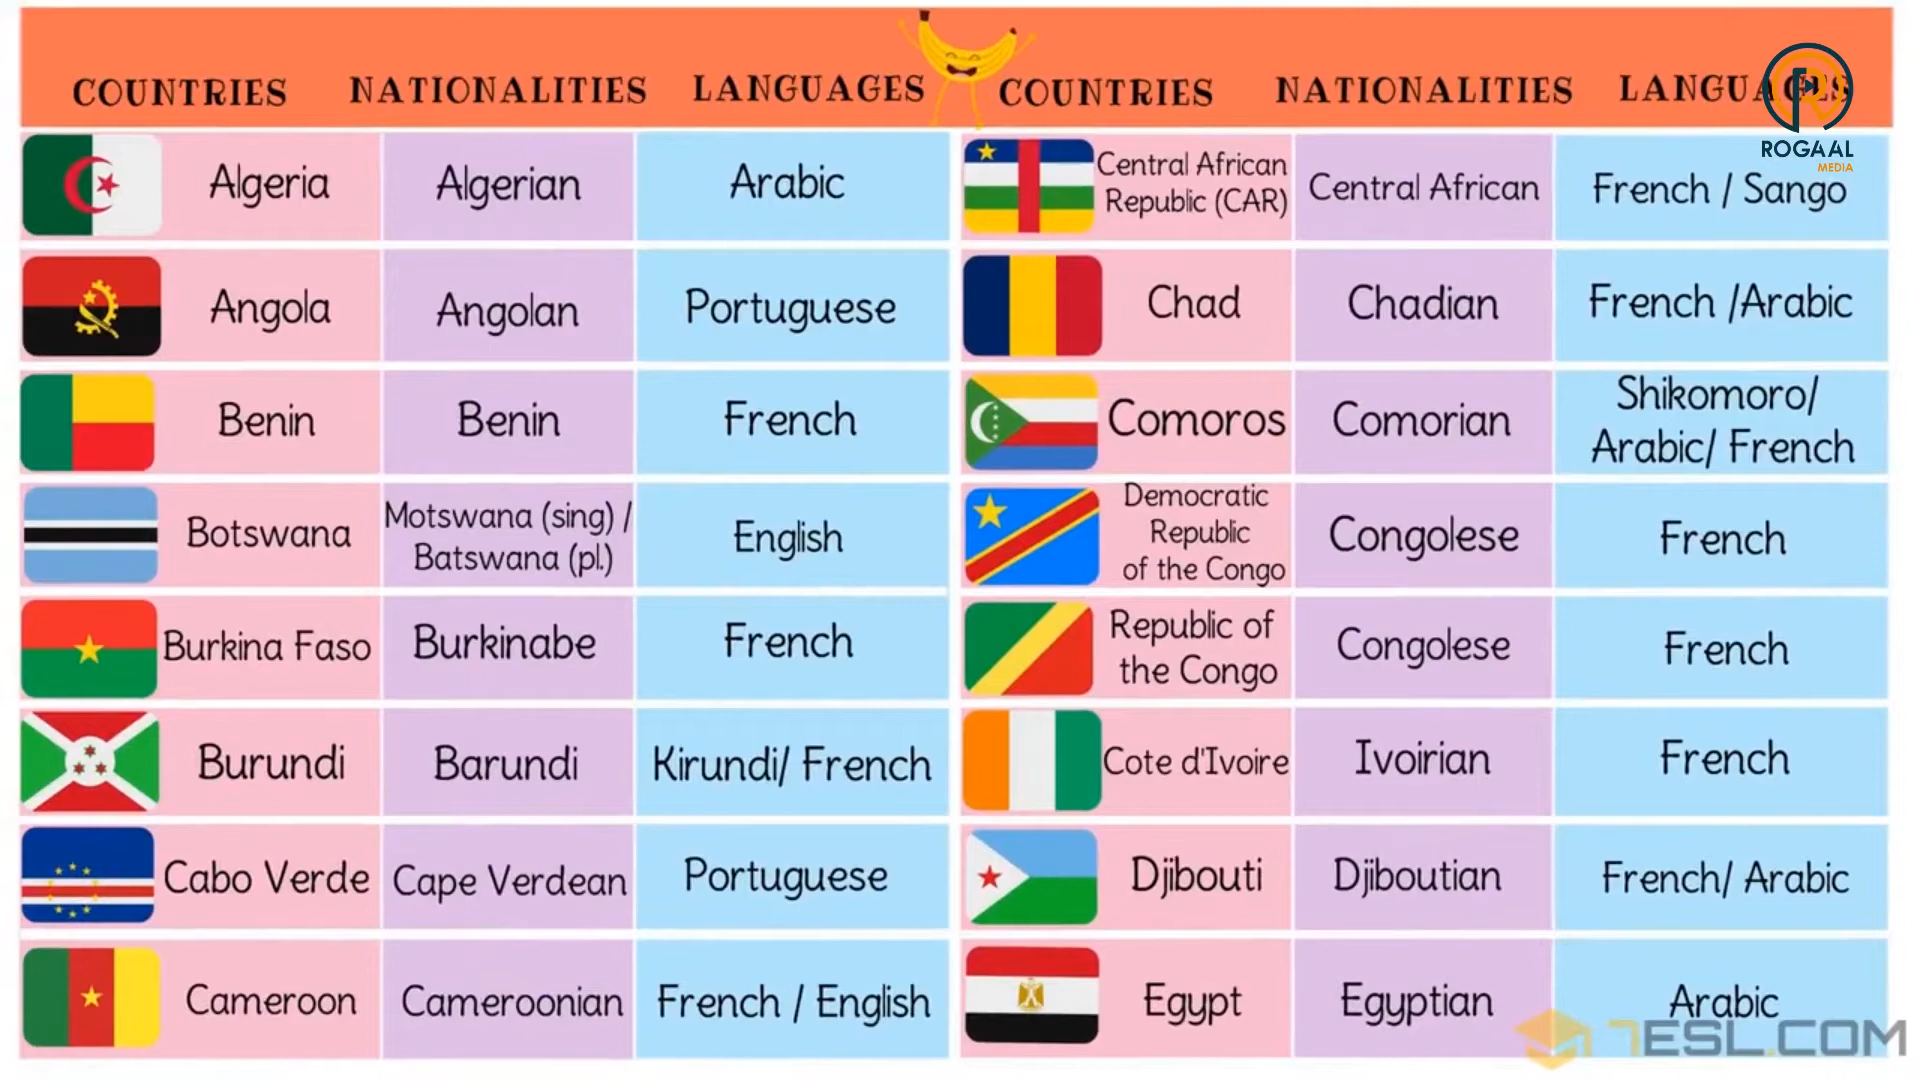 COUNTRIES NATIONALITIES LANGUAGES COUNTRIES NATIONALITIES LANGUAGES
ROGAAL
MEDIA
Algeria Algerian Arabic
Central African
Republic (CAR)
Central African French / Sango
Angola Angolan Portuguese Chad Chadian French /Arabic
Benin Benin French Comoros Comorian
Shikomoro/
Arabic/ French
Botswana
Motswana (sing) /
Batswana (pl.)
English
Democratic
Republic
of the Congo
Congolese French
Burkina Faso Burkinabe French
Republic of
the Congo
Congolese French
Burundi Barundi Kirundi/ French Cote d'Ivoire Ivoirian French
Cabo Verde Cape Verdean Portuguese Djibouti Djiboutian French/ Arabic
Cameroon Cameroonian French / English Egypt Egyptian Arabic
7ESL.COM